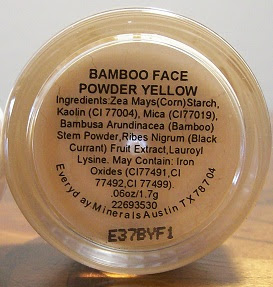 BAMBOO FACE
POWDER YELLOW
Ingredients:Zea Mays(Corn)Starch,
Kaolin (CI 77004), Mica (CI77019),
Bambusa Arundinacea (Bamboo)
Stem Powder,Ribes Nigrum (Black
Currant) Fruit Extract,Lauroyl
Lysine. May Contain: Iron
Oxides (CI77491,CI
77492,CI 77499).
.06oz/1.7g
22693530
Everyday Minerals Austin TX 78704
E37BYF1